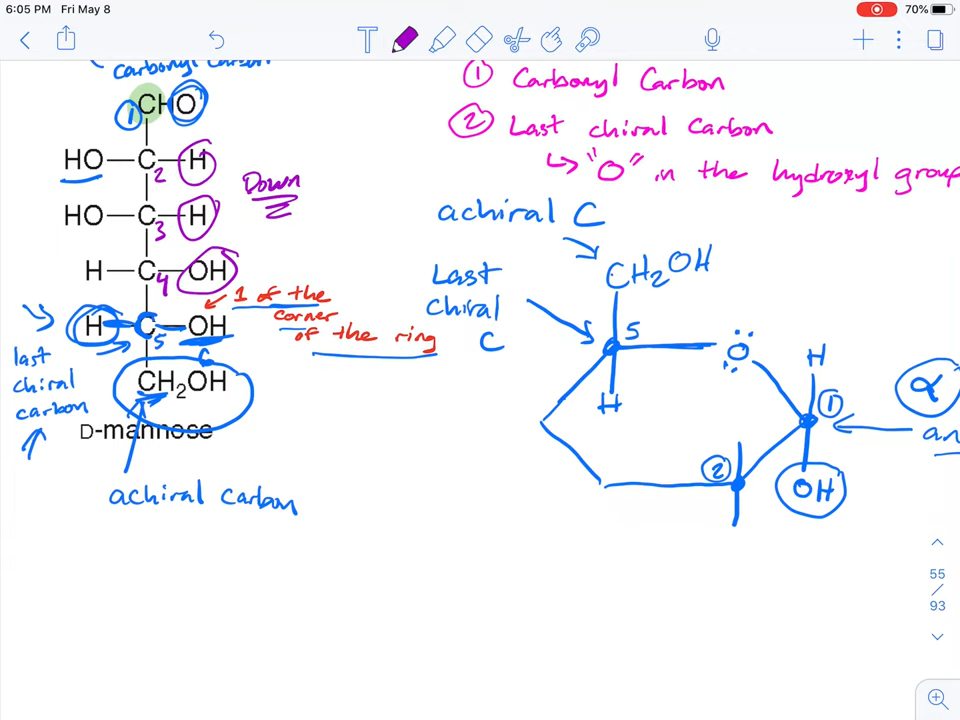 6:05 PM Fri May 8
70%
T
Carbonyl Carbon
1 CHO
HO—C—H
2
HO—C—H
3
Down
H—C—OH
4
H—C—OH
5
CH₂OH
6
D-mannose
last
chiral
carbon
achiral carbon
1 of the
corner
of the ring
① Carbonyl Carbon
② Last chiral Carbon
↳ "O" in the hydroxyl group
achiral C
Last
Chiral
C
CH₂OH
5
O
H
H
①
②
OH
α
an
55
/
93